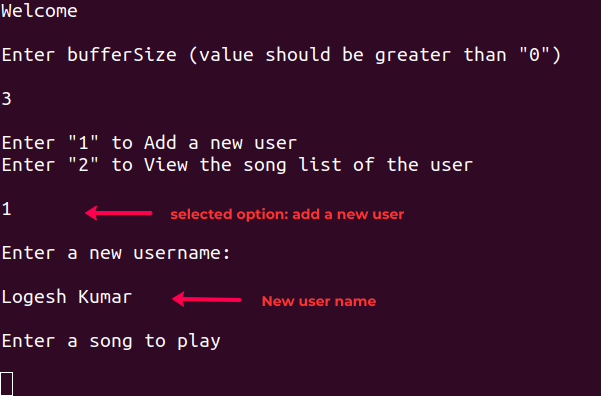 Welcome
Enter bufferSize (value should be greater than "0")
3
Enter "1" to Add a new user
Enter "2" to View the song list of the user
1
selected option: add a new user
Enter a new username:
Logesh Kumar
New user name
Enter a song to play